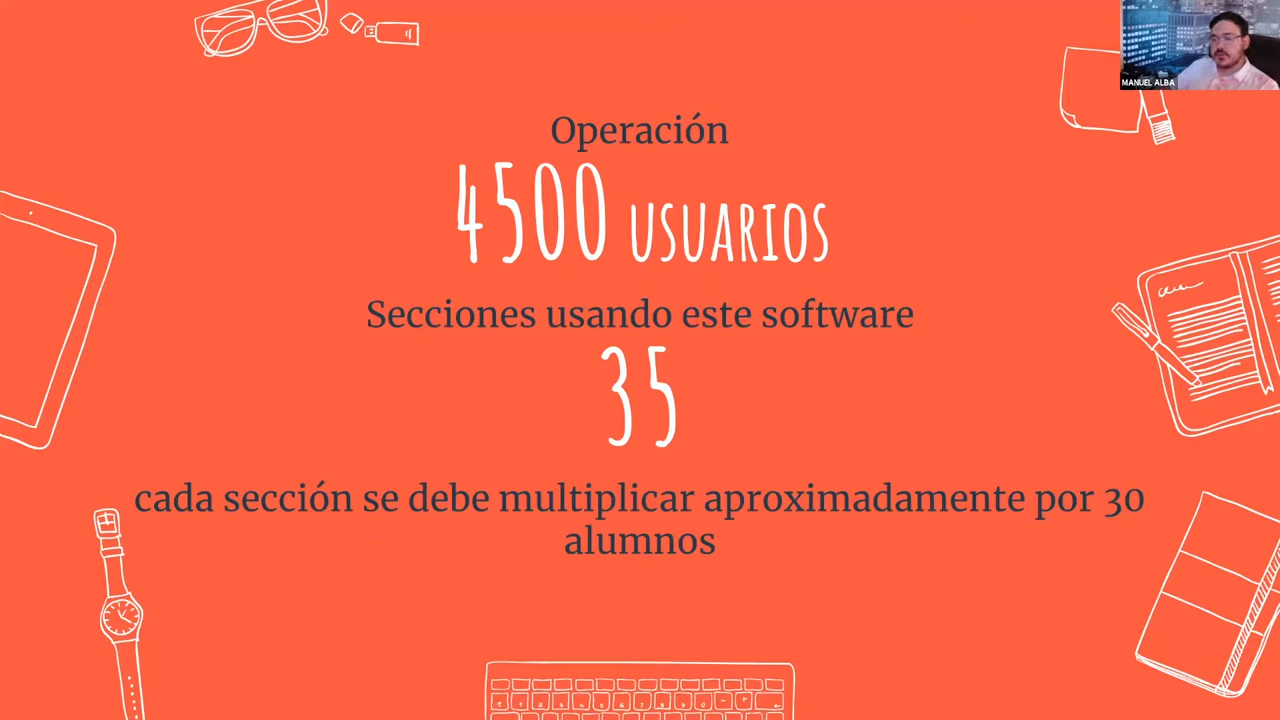 MANUEL ALBA
Operación
4500 USUARIOS
Secciones usando este software
35
cada sección se debe multiplicar aproximadamente por 30
alumnos